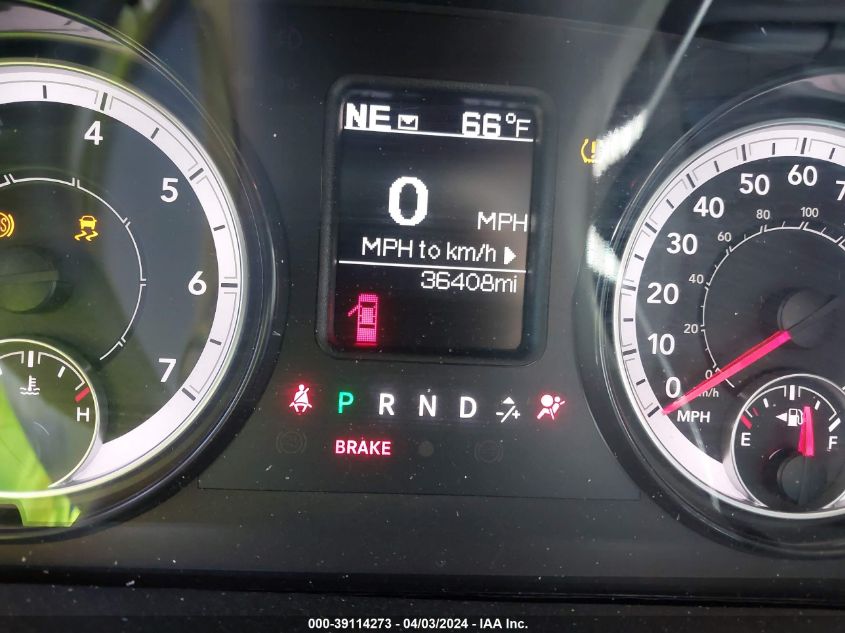 NE 66°F
0 MPH
MPH to km/h
36408mi
4
5
6
7
H
P R N D +
BRAKE
0 10 20 30 40 50 60 7
0 20 40 60 80 100
km/h
MPH
E F
000-39114273 - 04/03/2024 - IAA Inc.